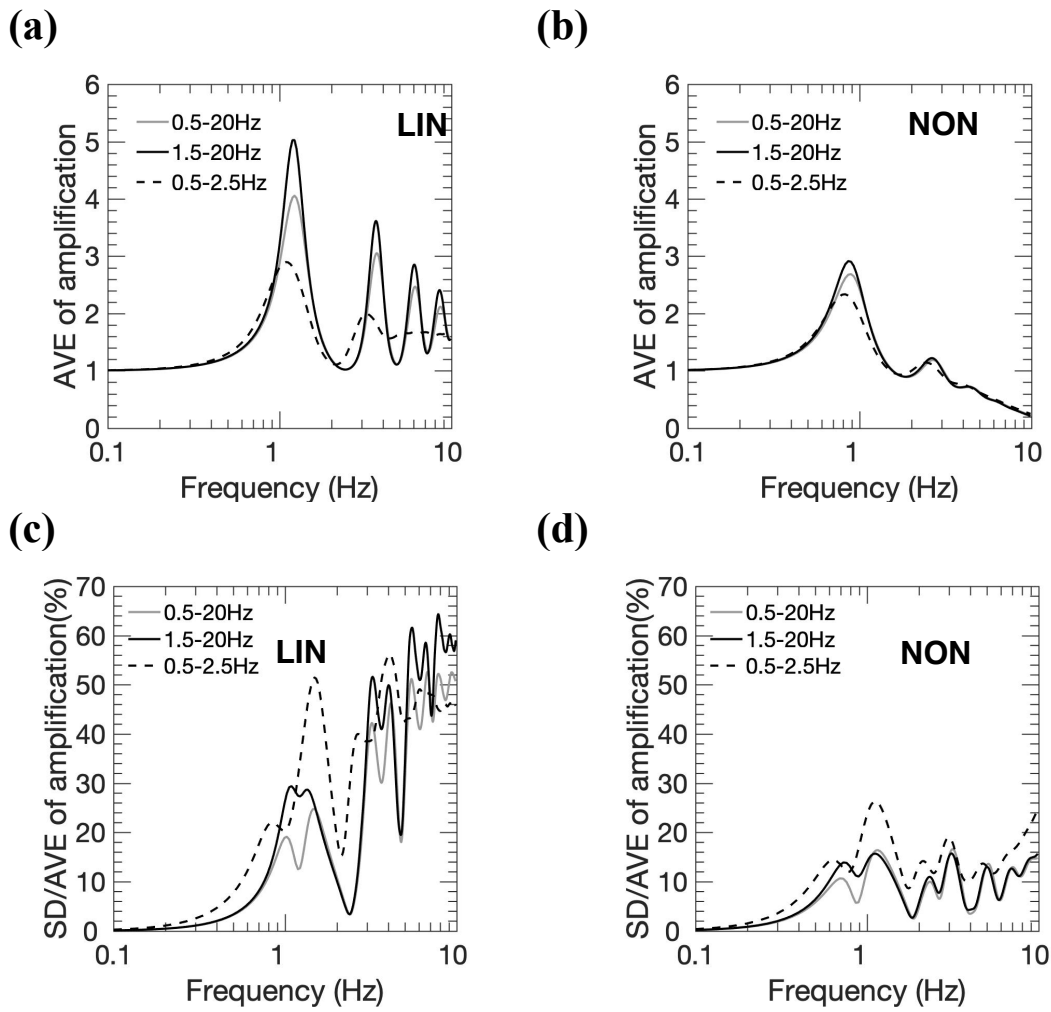 (a)
(b)
AVE of amplification
6
5
4
3
2
1
0
0.5-20Hz
1.5-20Hz
0.5-2.5Hz
LIN
0.1
1
10
Frequency (Hz)
AVE of amplification
6
5
4
3
2
1
0
0.5-20Hz
1.5-20Hz
0.5-2.5Hz
NON
0.1
1
10
Frequency (Hz)
(c)
(d)
SD/AVE of amplification(%)
70
60
50
40
30
20
10
0
0.5-20Hz
1.5-20Hz
0.5-2.5Hz
LIN
0.1
1
10
Frequency (Hz)
SD/AVE of amplification(%)
70
60
50
40
30
20
10
0
0.5-20Hz
1.5-20Hz
0.5-2.5Hz
NON
0.1
1
10
Frequency (Hz)